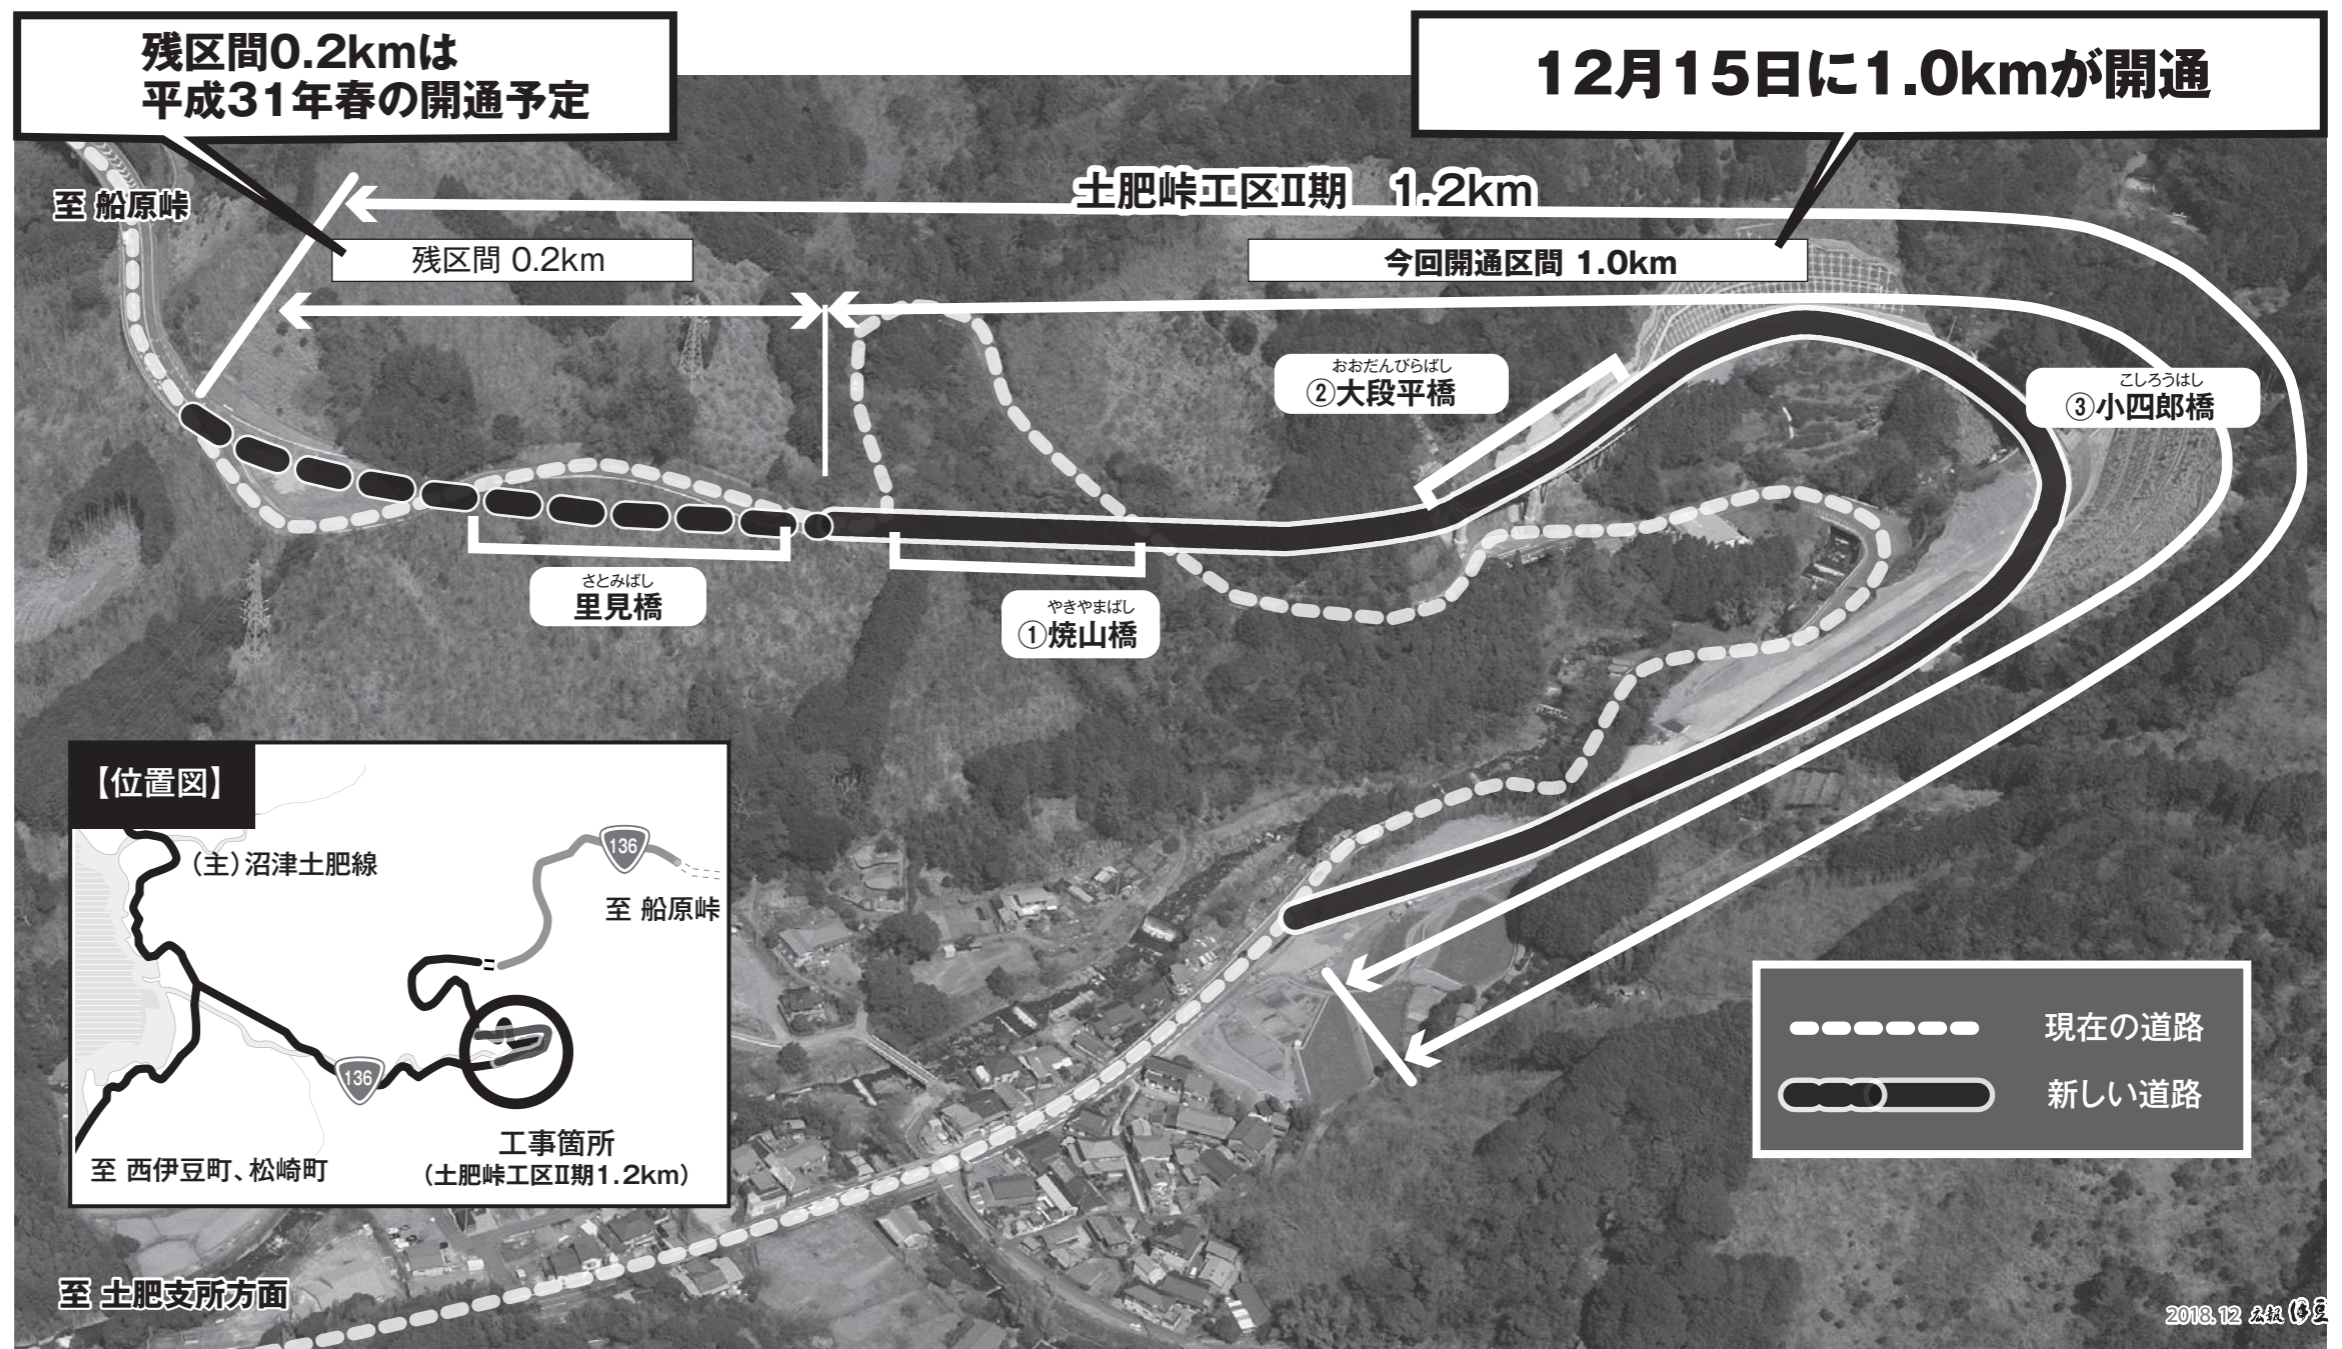 残区間0.2kmは
平成31年春の開通予定
12月15日に1.0kmが開通
至 船原峠
土肥峠工区Ⅱ期　1.2km
残区間 0.2km
今回開通区間 1.0km
おおだんびらばし
②大段平橋
こしろうはし
③小四郎橋
さとみばし
里見橋
やきやまばし
①焼山橋
【位置図】
(主)沼津土肥線
136
至 船原峠
136
工事箇所
(土肥峠工区Ⅱ期1.2km)
至 西伊豆町、松崎町
現在の道路
新しい道路
至 土肥支所方面
2018.12 広報 伊豆